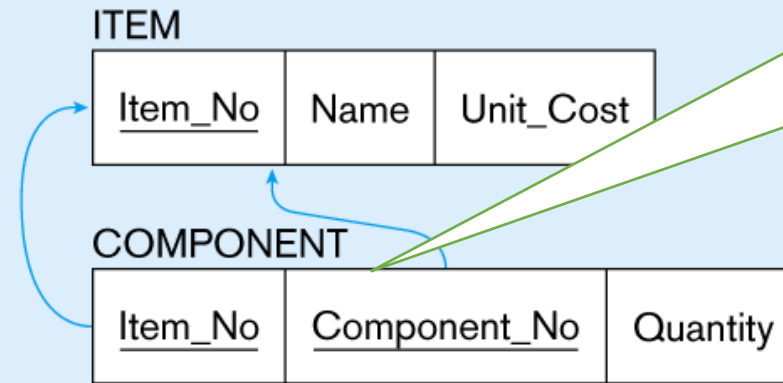 ITEM
Item_No Name Unit_Cost
COMPONENT
Item_No Component_No Quantity